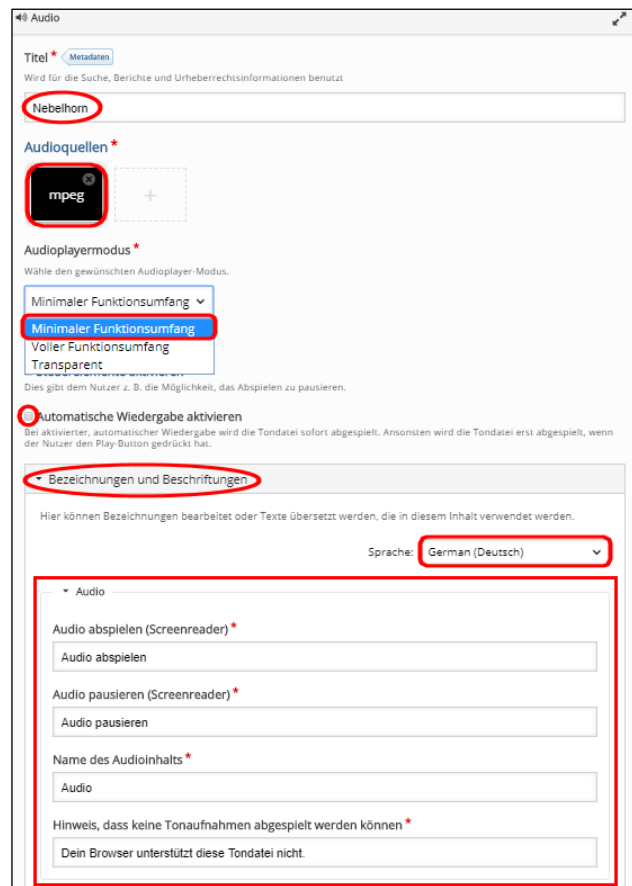 Audio
Titel * Metadaten
Wird für die Suche, Berichte und Urheberrechtsinformationen benutzt
Nebelhorn
Audioquellen *
mpeg
+
Audioplayermodus *
Wähle den gewünschten Audioplayer-Modus.
Minimaler Funktionsumfang
Minimaler Funktionsumfang
Voller Funktionsumfang
Transparent
Dies gibt dem Nutzer z. B. die Möglichkeit, das Abspielen zu pausieren.
Automatische Wiedergabe aktivieren
Bei aktivierter, automatischer Wiedergabe wird die Tondatei sofort abgespielt. Ansonsten wird die Tondatei erst abgespielt, wenn
der Nutzer den Play-Button gedrückt hat.
Bezeichnungen und Beschriftungen
Hier können Bezeichnungen bearbeitet oder Texte übersetzt werden, die in diesem Inhalt verwendet werden.
Sprache: German (Deutsch)
Audio
Audio abspielen (Screenreader) *
Audio abspielen
Audio pausieren (Screenreader) *
Audio pausieren
Name des Audioinhalts *
Audio
Hinweis, dass keine Tonaufnahmen abgespielt werden können *
Dein Browser unterstützt diese Tondatei nicht.